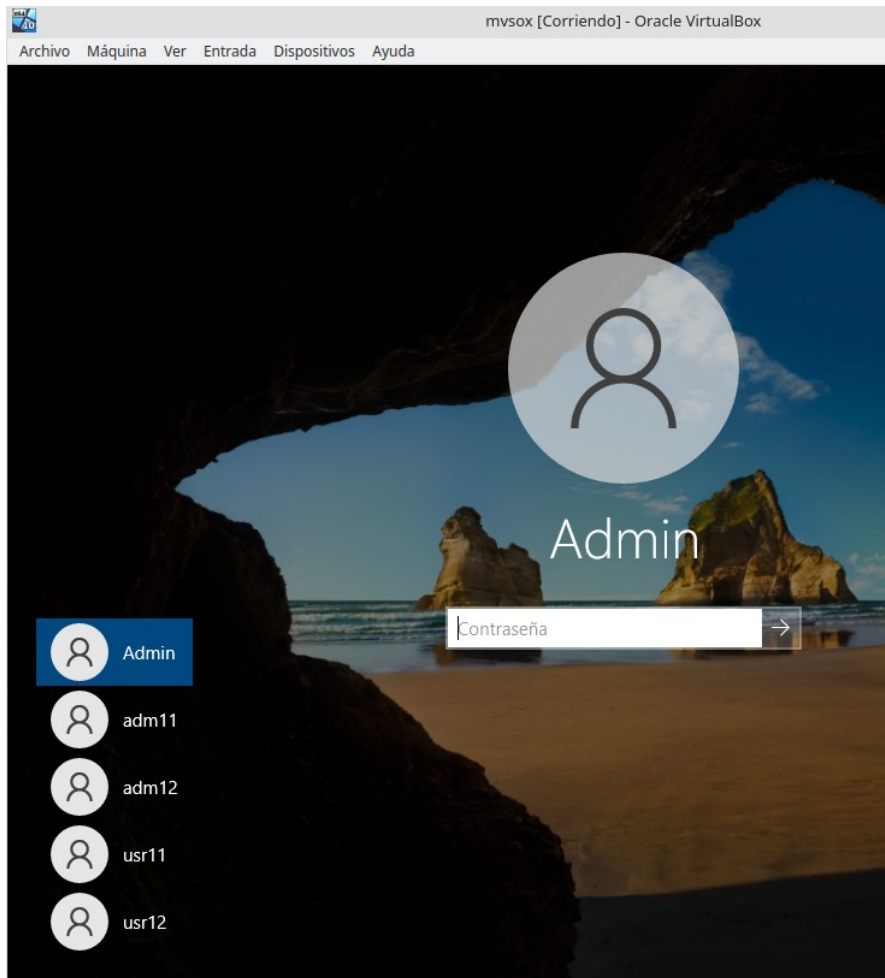 mvsox [Corriendo] - Oracle VirtualBox
Archivo Máquina Ver Entrada Dispositivos Ayuda
Admin
Contraseña
Admin
adm11
adm12
usr11
usr12